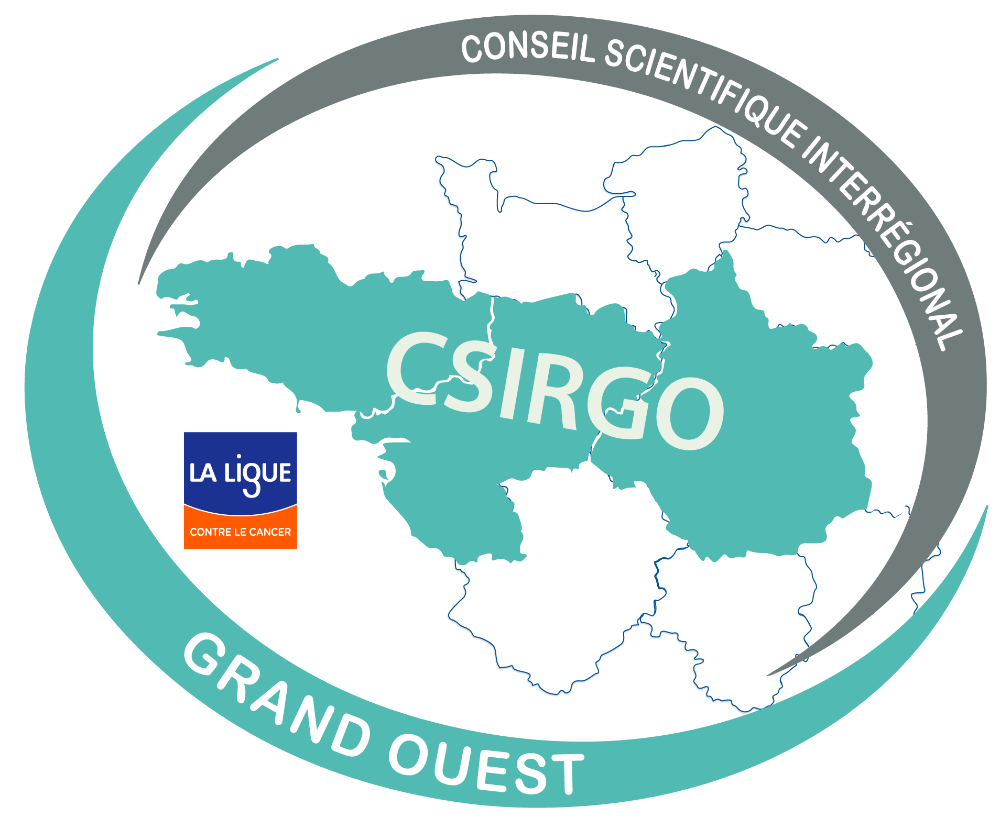 CONSEIL SCIENTIFIQUE INTERRÉGIONAL
CSIRGO
LA LIGUE
CONTRE LE CANCER
GRAND OUEST